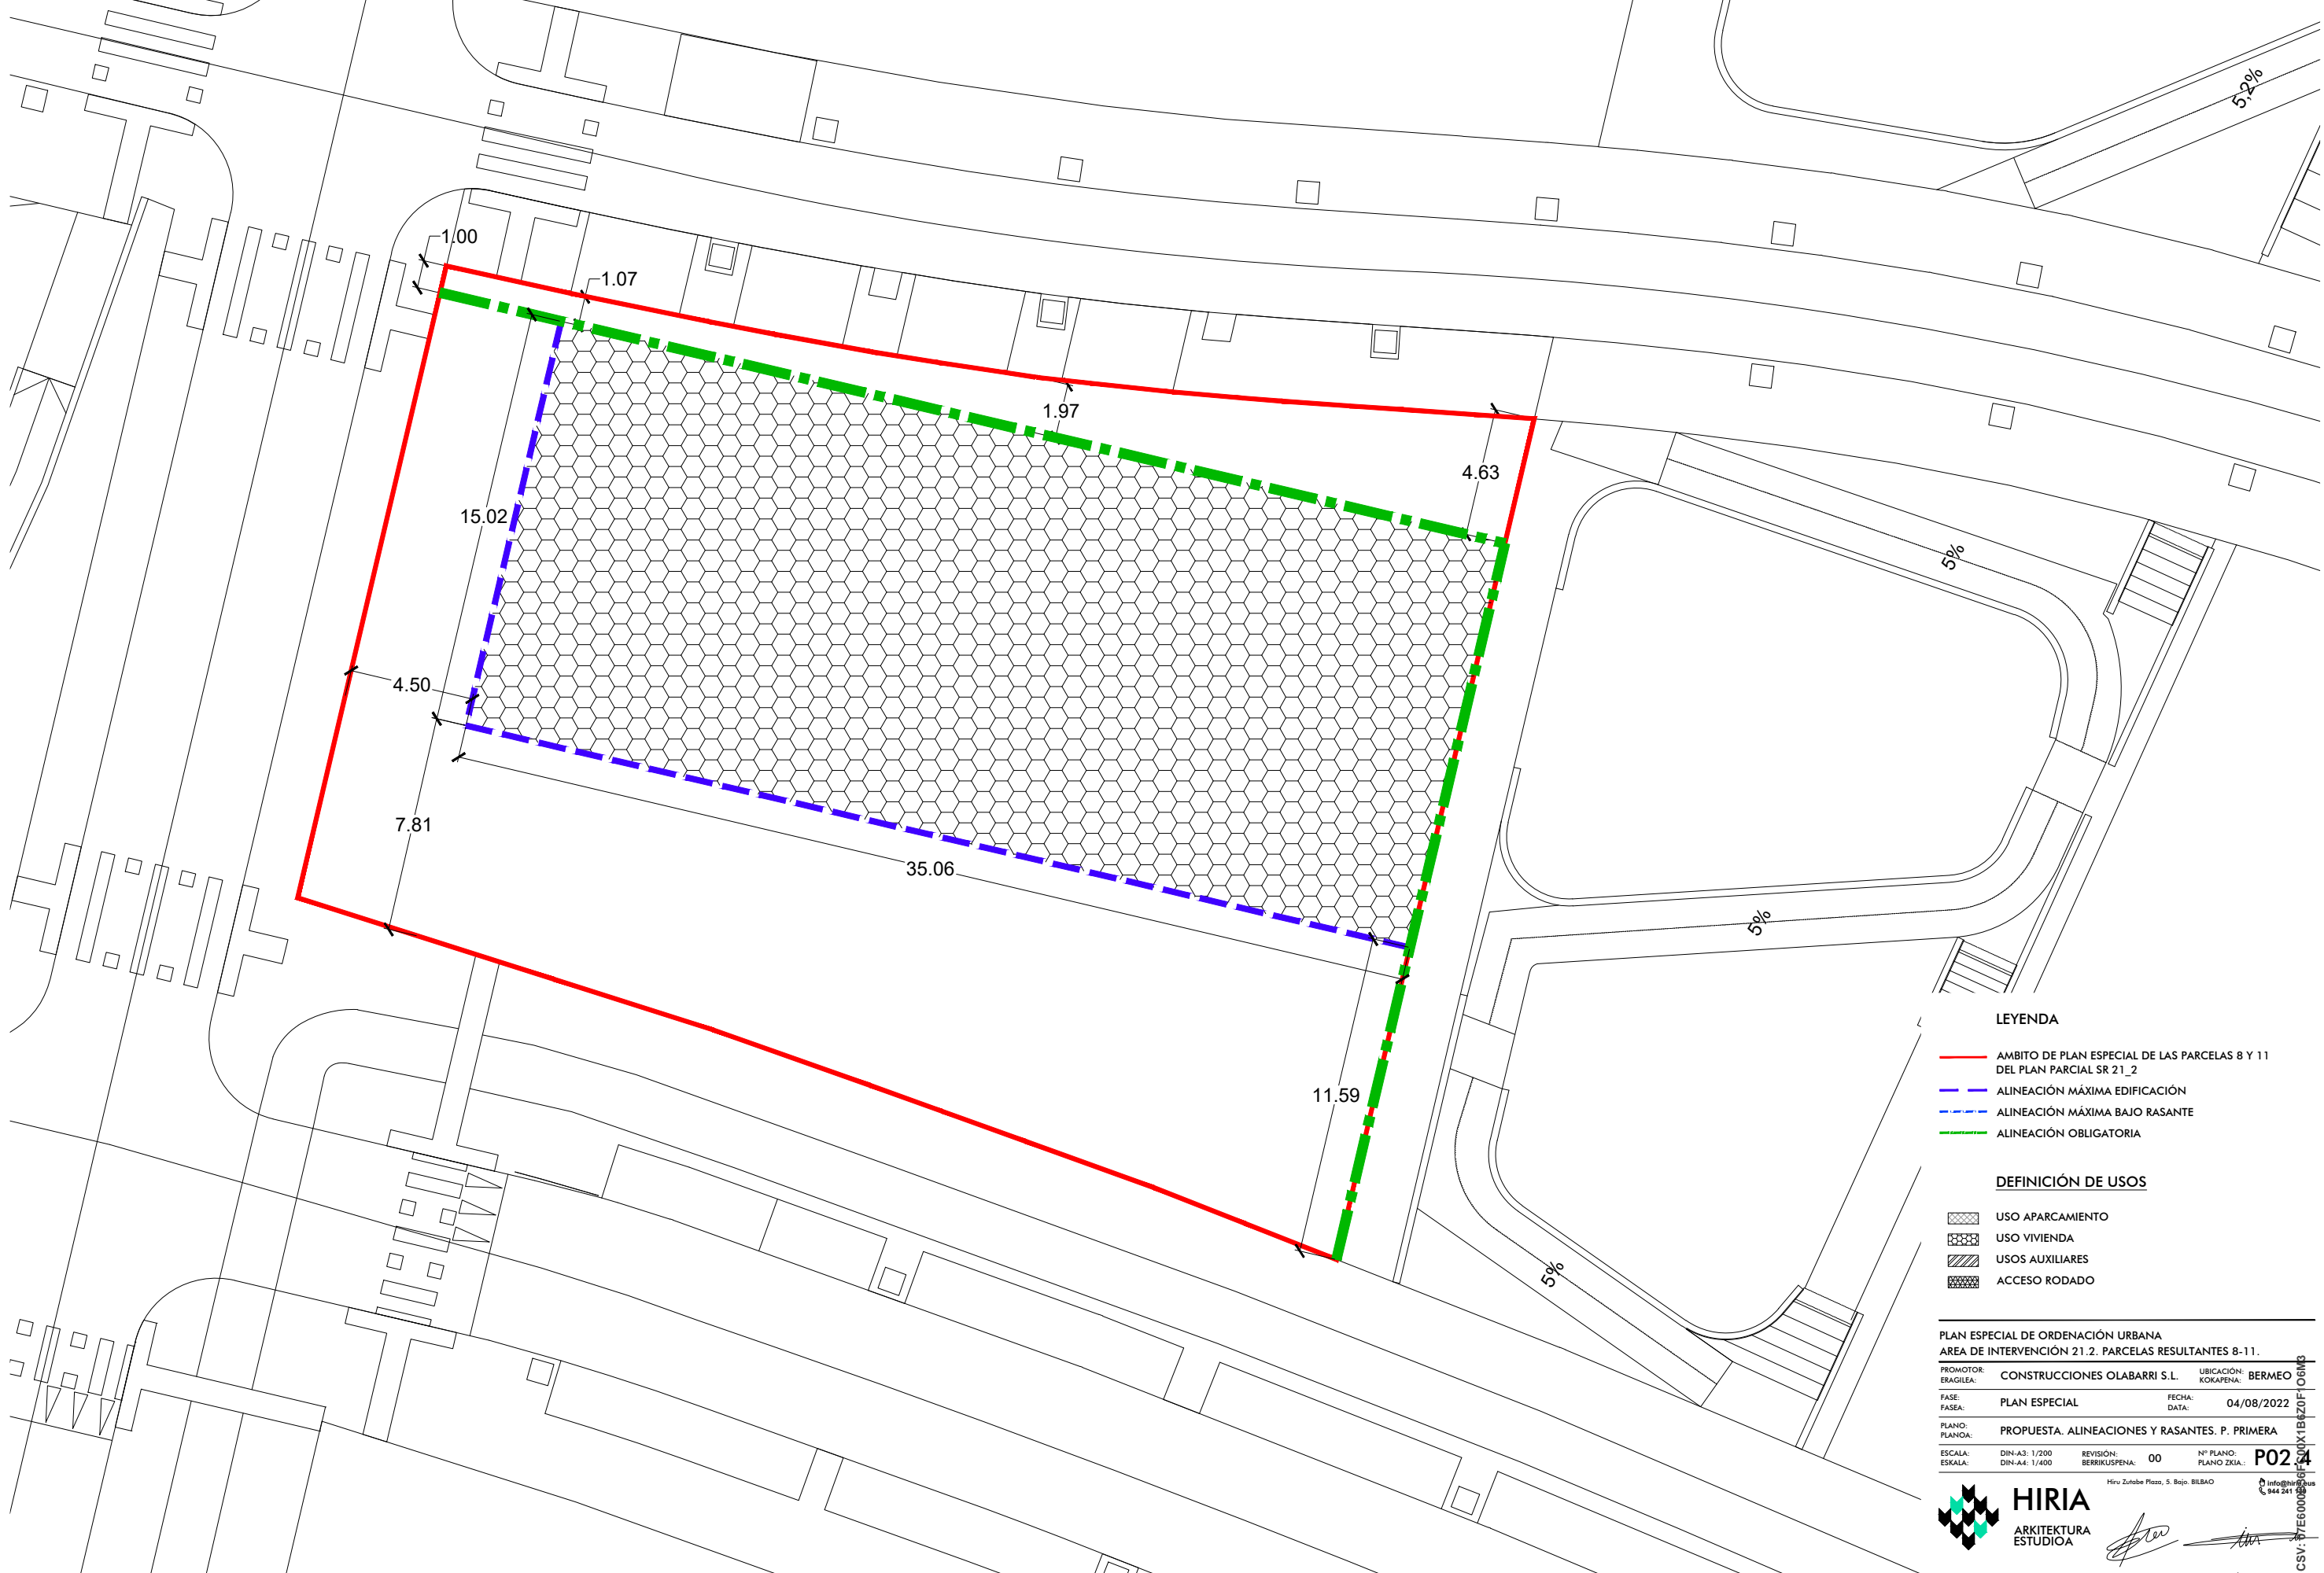 5,2%
1.00
1.07
1.97
4.63
15.02
5%
4.50
7.81
35.06
5%
11.59
5%
LEYENDA
AMBITO DE PLAN ESPECIAL DE LAS PARCELAS 8 Y 11
DEL PLAN PARCIAL SR 21_2
ALINEACIÓN MÁXIMA EDIFICACIÓN
ALINEACIÓN MÁXIMA BAJO RASANTE
ALINEACIÓN OBLIGATORIA
DEFINICIÓN DE USOS
USO APARCAMIENTO
USO VIVIENDA
USOS AUXILIARES
ACCESO RODADO
PLAN ESPECIAL DE ORDENACIÓN URBANA
AREA DE INTERVENCIÓN 21.2. PARCELAS RESULTANTES 8-11.
PROMOTOR: CONSTRUCCIONES OLABARRI S.L. UBICACIÓN: BERMEO
ERAGILEA: KOKAPENA:
FASE: PLAN ESPECIAL FECHA: 04/08/2022
FASEA: DATA:
PLANO: PROPUESTA. ALINEACIONES Y RASANTES. P. PRIMERA
PLANOA:
ESCALA: DIN-A3: 1/200 REVISIÓN: 00 Nº PLANO: P02.4
ESKALA: DIN-A4: 1/400 BERRIKUSPENA: PLANO ZKIA.:
Hiru Zutabe Plaza, 5. Bajo. BILBAO
944 241
HIRIA
ARKITEKTURA
ESTUDIOA
CSV: